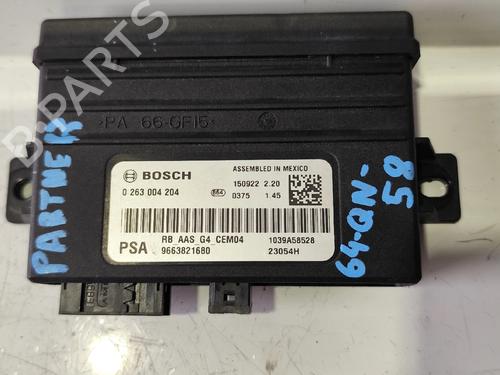 B-PARTS
>PA 66-GF15<
PARTNER
BOSCH
ASSEMBLED IN MEXICO
0 263 004 204
150922 2.20
0375 1.45
PSA
RB_AAS_G4_CEM04
9663821680
1039A58528
23054H
64-QN-
58